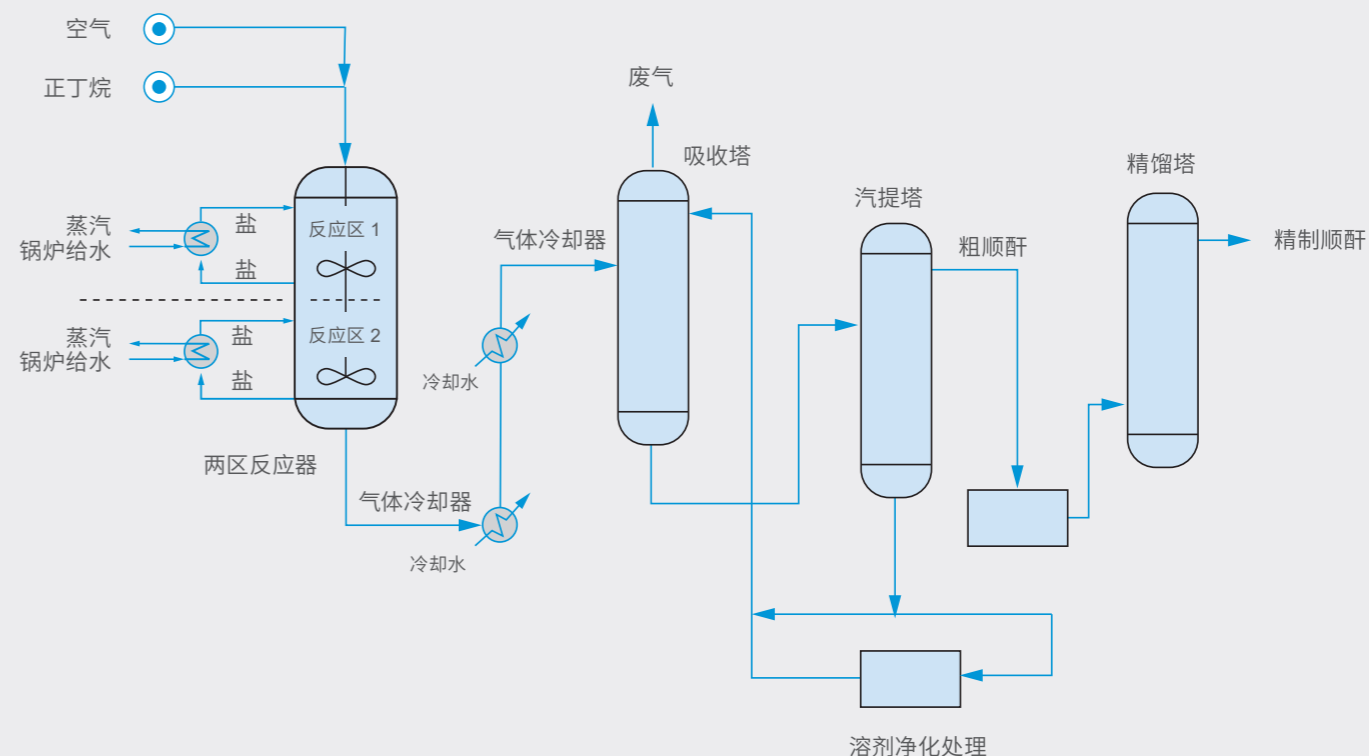 空气
正丁烷
废气
吸收塔
精馏塔
汽提塔
蒸汽
锅炉给水
盐
盐
反应区 1
气体冷却器
粗顺酐
精制顺酐
蒸汽
锅炉给水
盐
盐
反应区 2
冷却水
两区反应器
气体冷却器
冷却水
溶剂净化处理